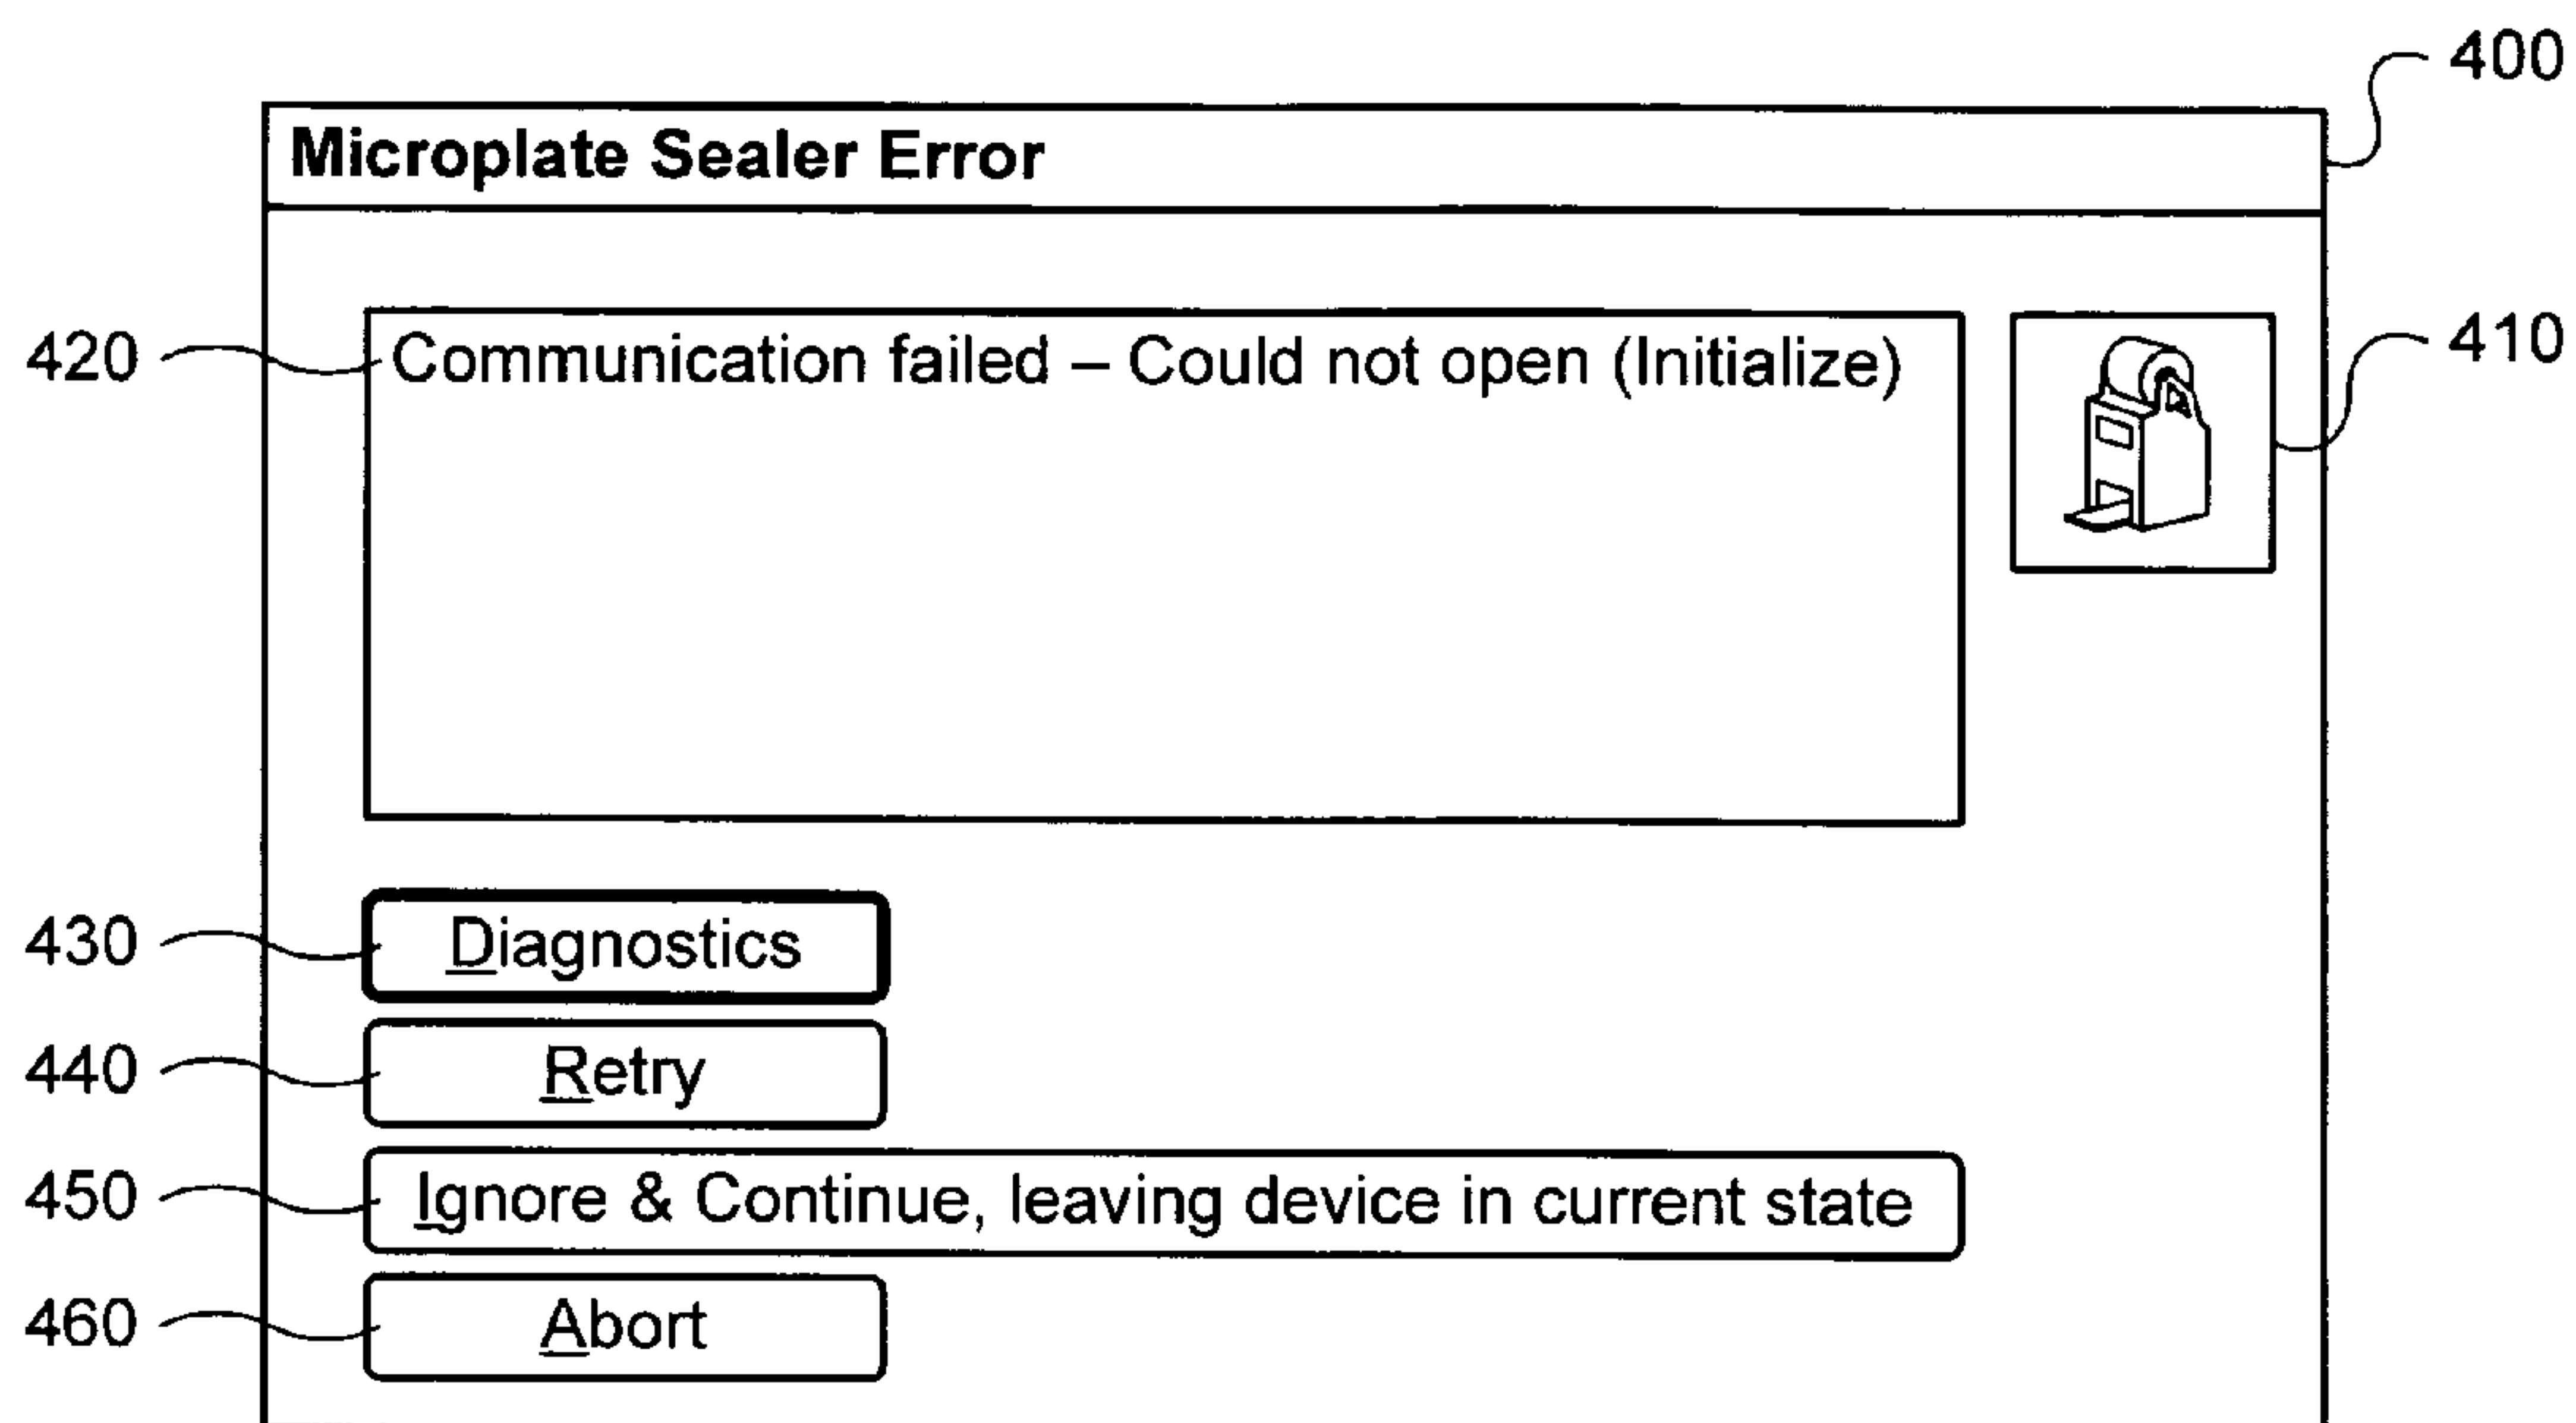 400
Microplate Sealer Error
420
Communication failed – Could not open (Initialize)
410
430
Diagnostics
440
Retry
450
Ignore & Continue, leaving device in current state
460
Abort